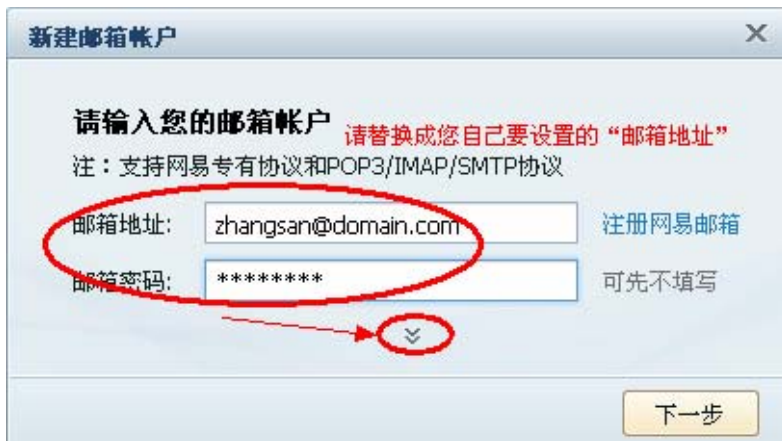 新建邮箱帐户
请输入您的邮箱帐户 请替换成您自己要设置的“邮箱地址”
注：支持网易专有协议和POP3/IMAP/SMTP协议
邮箱地址: zhangsan@domain.com 注册网易邮箱
邮箱密码: ******** 可先不填写
下一步